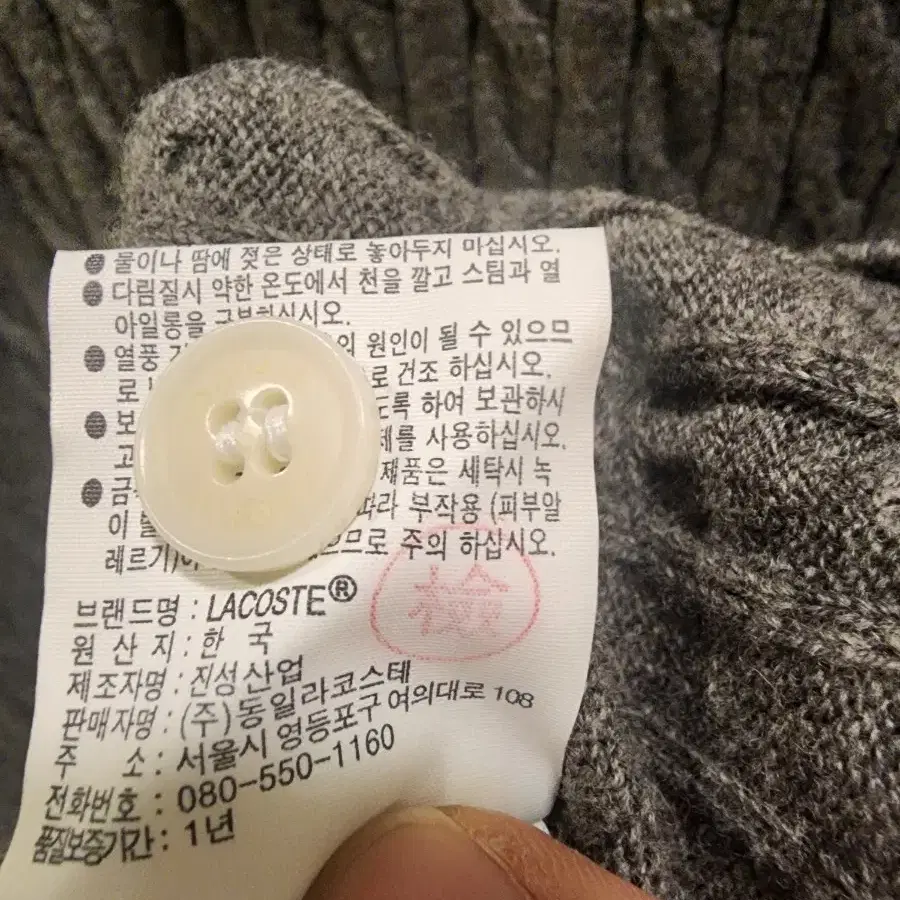 물이나 땀에 젖은 상태로 놓아두지 마십시오.
다림질시 약한 온도에서 천을 깔고 스팀과 열
아일롱을 구부하십시오.
열풍 의 원인이 될 수 있으므
로 로 건조 하십시오.
보 도록 하여 보관하시
고 를 사용하십시오.
금 제품은 세탁시 녹
이 따라 부작용 (피부알
레르기) 으므로 주의 하십시오.
브랜드명 : LACOSTE®
원 산 지 : 한 국
제조자명 : 진성산업
판매자명 : (주)동일라코스테
주 소 : 서울시 영등포구 여의대로 108
전화번호 : 080-550-1160
품질보증기간 : 1년
檢